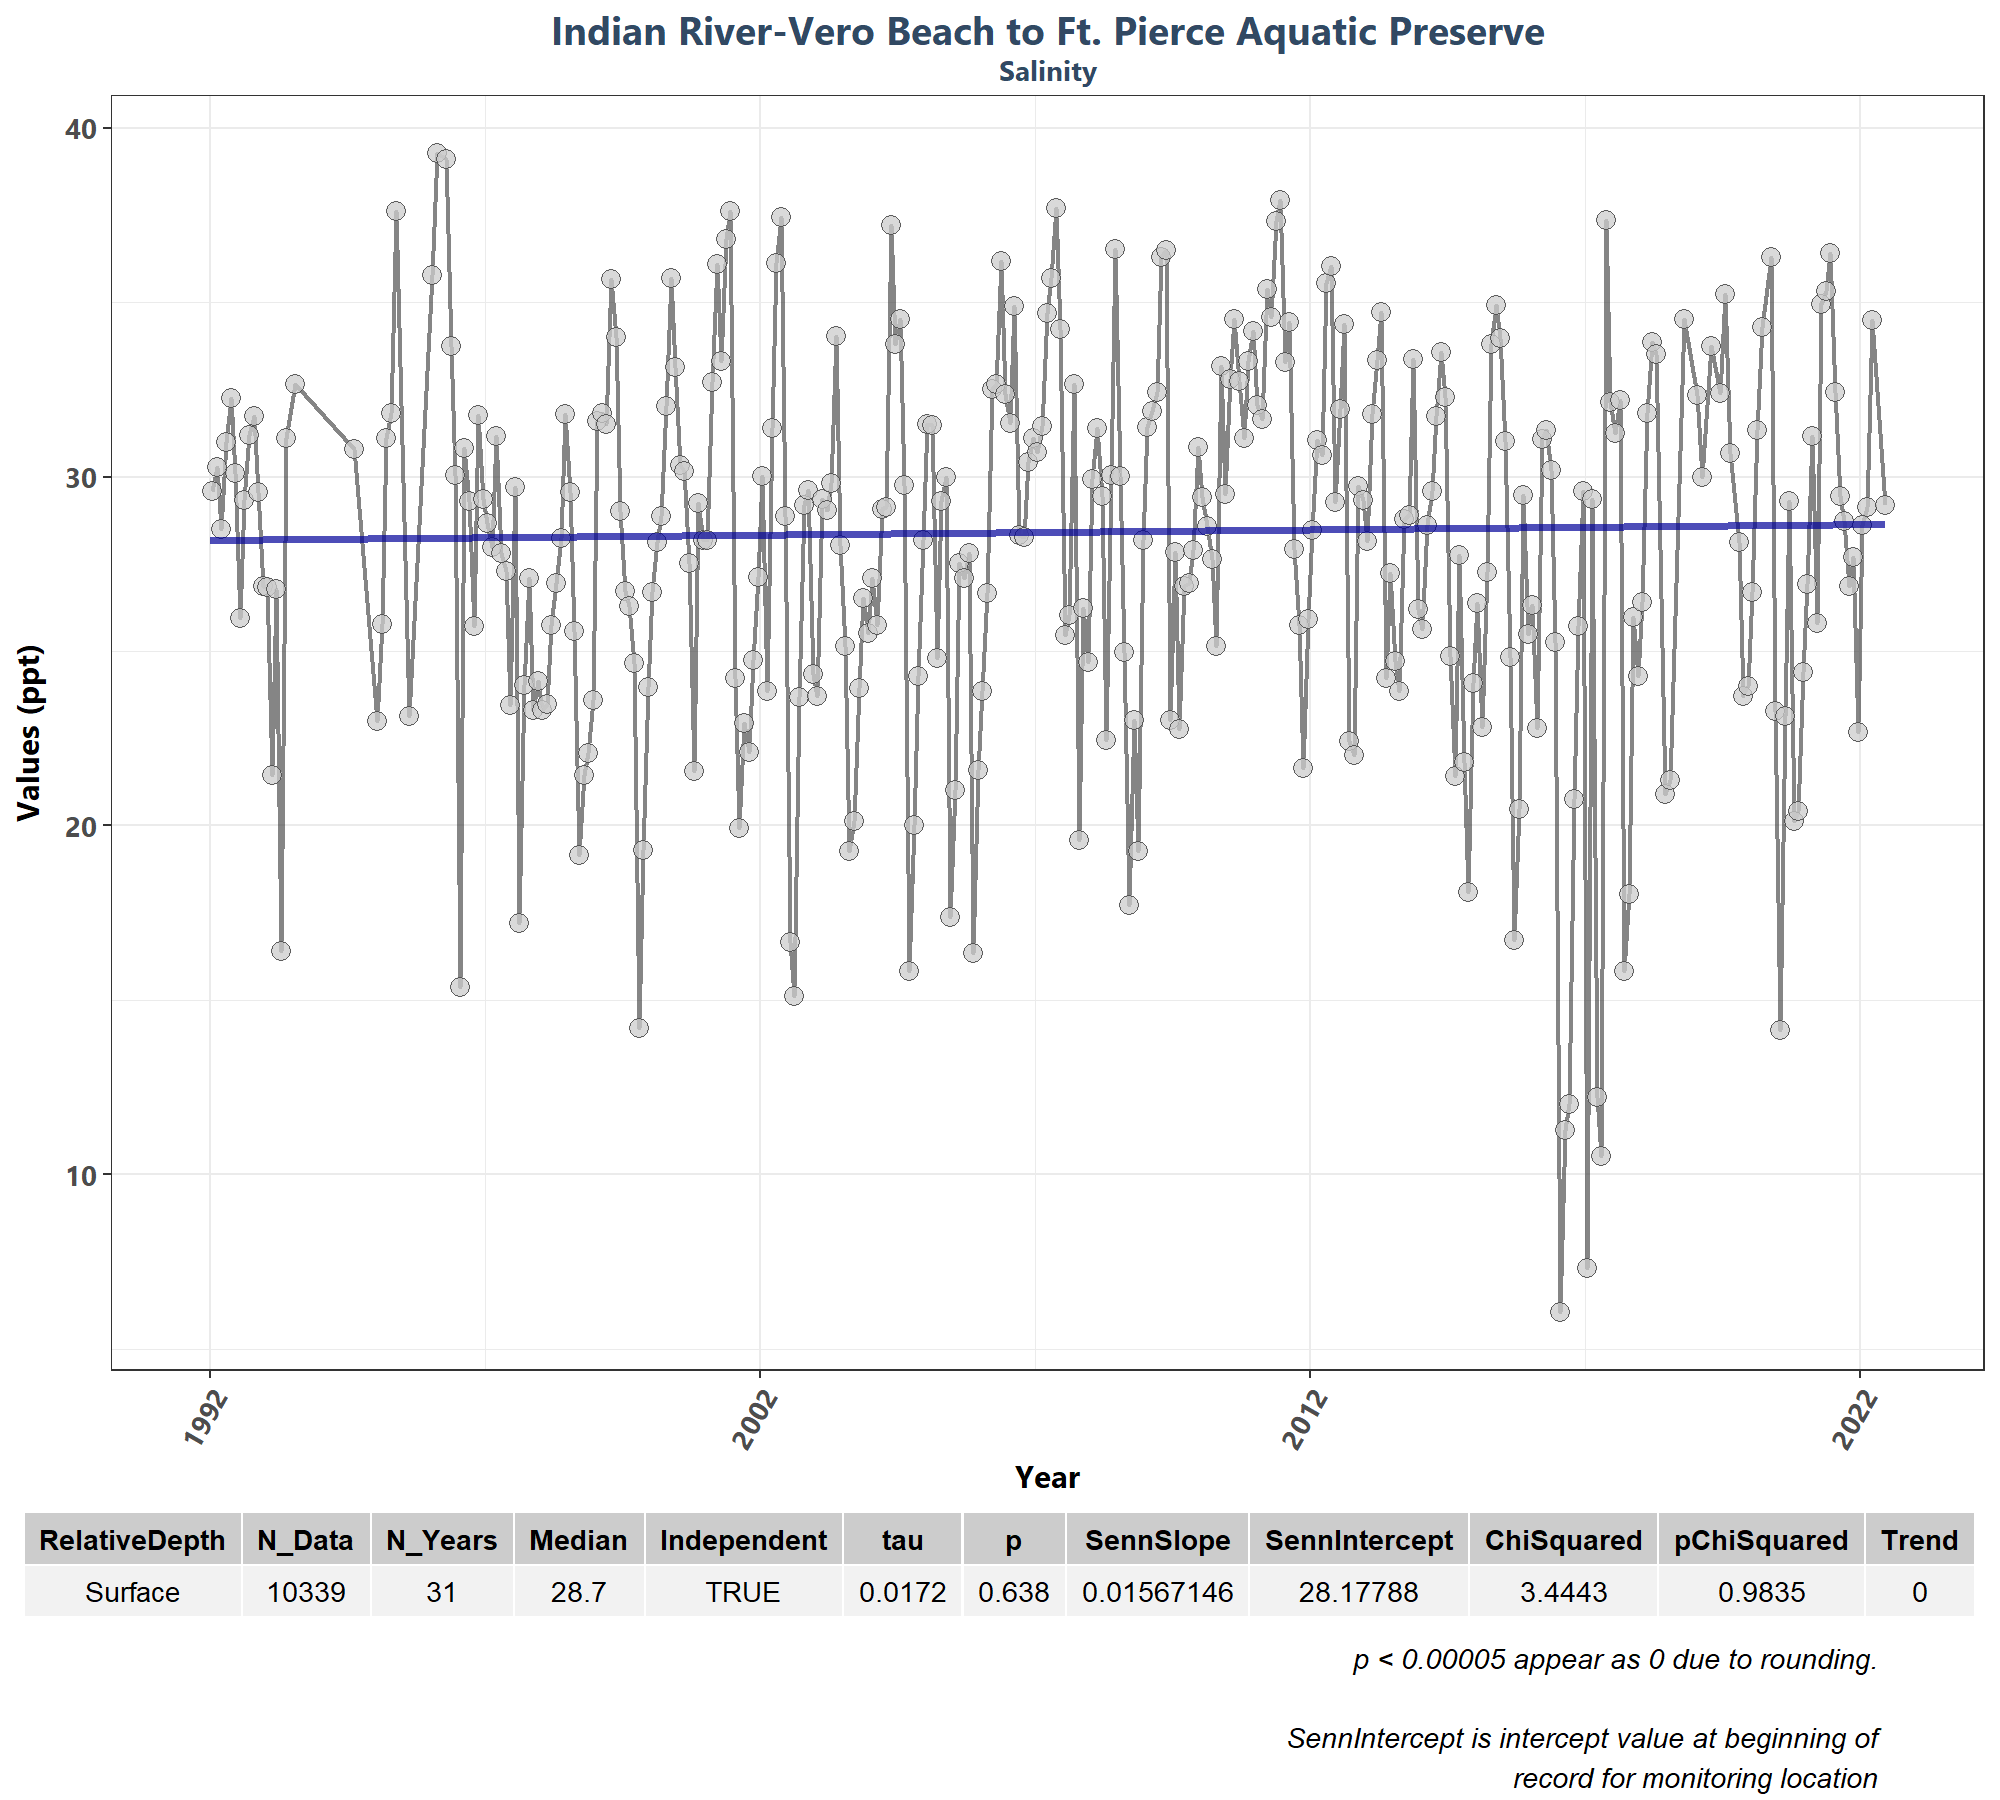 Indian River-Vero Beach to Ft. Pierce Aquatic Preserve
Salinity
40
30
20
10
Values (ppt)
1992 2002 2012 2022
Year
RelativeDepth N_Data N_Years Median Independent tau p SennSlope SennIntercept ChiSquared pChiSquared Trend
Surface 10339 31 28.7 TRUE 0.0172 0.638 0.01567146 28.17788 3.4443 0.9835 0
p < 0.00005 appear as 0 due to rounding.
SennIntercept is intercept value at beginning of
record for monitoring location